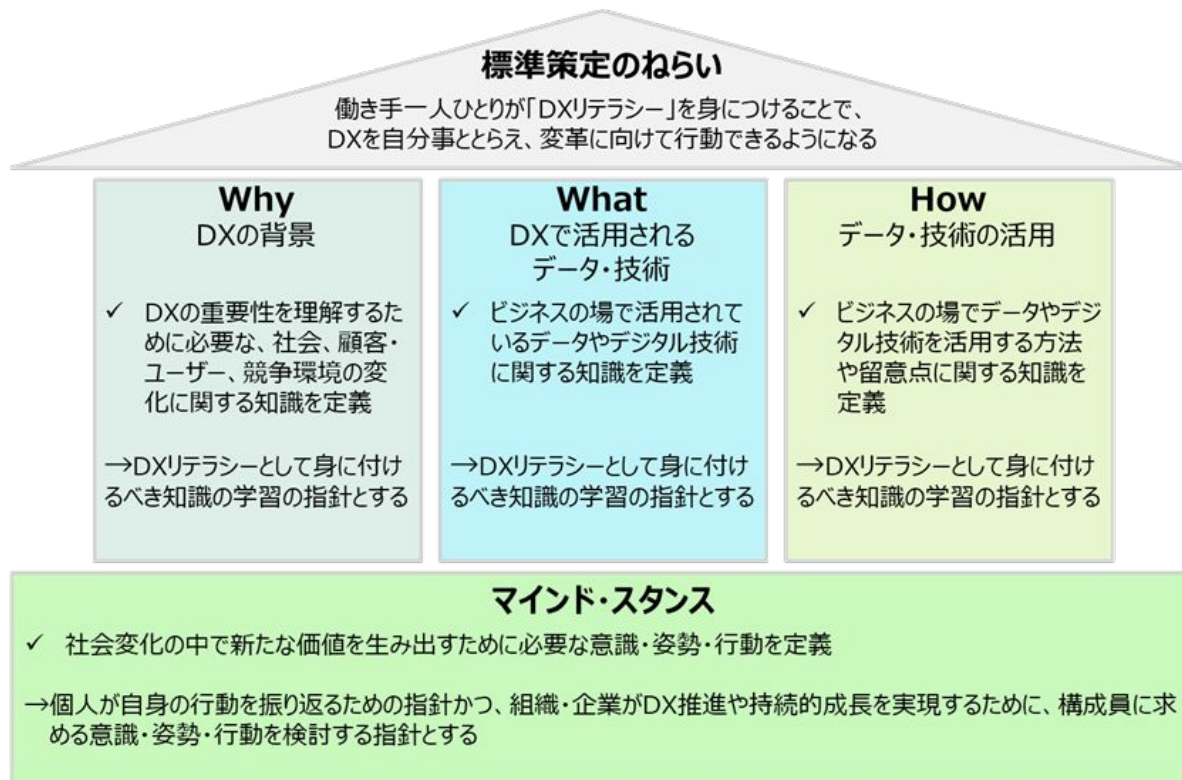 標準策定のねらい
働き手一人ひとりが「DXリテラシー」を身につけることで、
DXを自分事ととらえ、変革に向けて行動できるようになる
Why
DXの背景
✓ DXの重要性を理解するた
めに必要な、社会、顧客・
ユーザー、競争環境の変
化に関する知識を定義
→DXリテラシーとして身に付け
るべき知識の学習の指針とする
What
DXで活用される
データ・技術
✓ ビジネスの場で活用されて
いるデータやデジタル技術
に関する知識を定義
→DXリテラシーとして身に付け
るべき知識の学習の指針とする
How
データ・技術の活用
✓ ビジネスの場でデータやデジ
タル技術を活用する方法
や留意点に関する知識を
定義
→DXリテラシーとして身に付け
るべき知識の学習の指針とする
マインド・スタンス
✓ 社会変化の中で新たな価値を生み出すために必要な意識・姿勢・行動を定義
→個人が自身の行動を振り返るための指針かつ、組織・企業がDX推進や持続的成長を実現するために、構成員に求
める意識・姿勢・行動を検討する指針とする